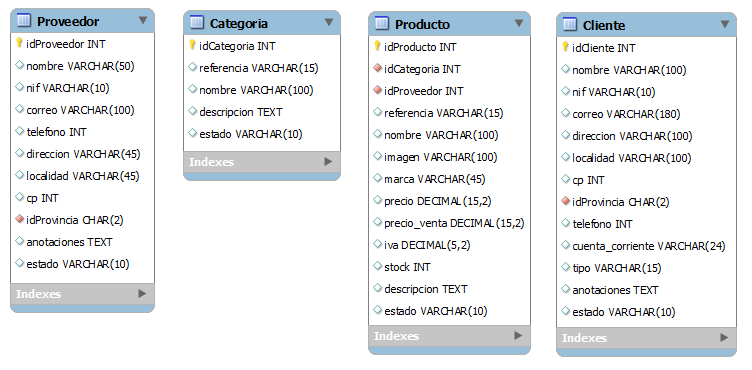 Proveedor
idProveedor INT
nombre VARCHAR(50)
nif VARCHAR(10)
correo VARCHAR(100)
telefono INT
direccion VARCHAR(45)
localidad VARCHAR(45)
cp INT
idProvincia CHAR(2)
anotaciones TEXT
estado VARCHAR(10)
Indexes
Categoria
idCategoria INT
referencia VARCHAR(15)
nombre VARCHAR(100)
descripcion TEXT
estado VARCHAR(10)
Indexes
Producto
idProducto INT
idCategoria INT
idProveedor INT
referencia VARCHAR(15)
nombre VARCHAR(100)
imagen VARCHAR(100)
marca VARCHAR(45)
precio DECIMAL(15,2)
precio_venta DECIMAL(15,2)
iva DECIMAL(5,2)
stock INT
descripcion TEXT
estado VARCHAR(10)
Indexes
Cliente
idCliente INT
nombre VARCHAR(100)
nif VARCHAR(10)
correo VARCHAR(180)
direccion VARCHAR(100)
localidad VARCHAR(100)
cp INT
idProvincia CHAR(2)
telefono INT
cuenta_corriente VARCHAR(24)
tipo VARCHAR(15)
anotaciones TEXT
estado VARCHAR(10)
Indexes